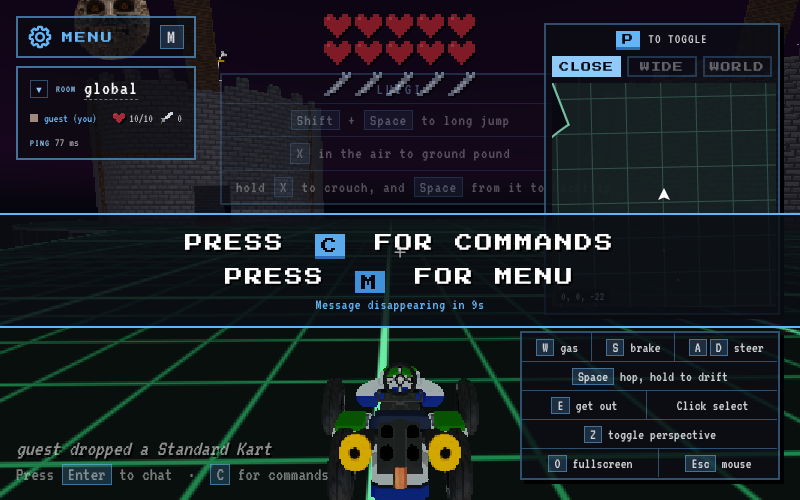 MENU M
ROOM global
guest (you) 10/10 0
PING 77 ms
LUIGI
Shift + Space to long jump
X in the air to ground pound
hold X to crouch, and Space from it to
P TO TOGGLE
CLOSE WIDE WORLD
0, 0, -22
PRESS C FOR COMMANDS
PRESS M FOR MENU
Message disappearing in 9s
W gas S brake A D steer
Space hop, hold to drift
E get out Click select
Z toggle perspective
O fullscreen Esc mouse
guest dropped a Standard Kart
Press Enter to chat · C for commands